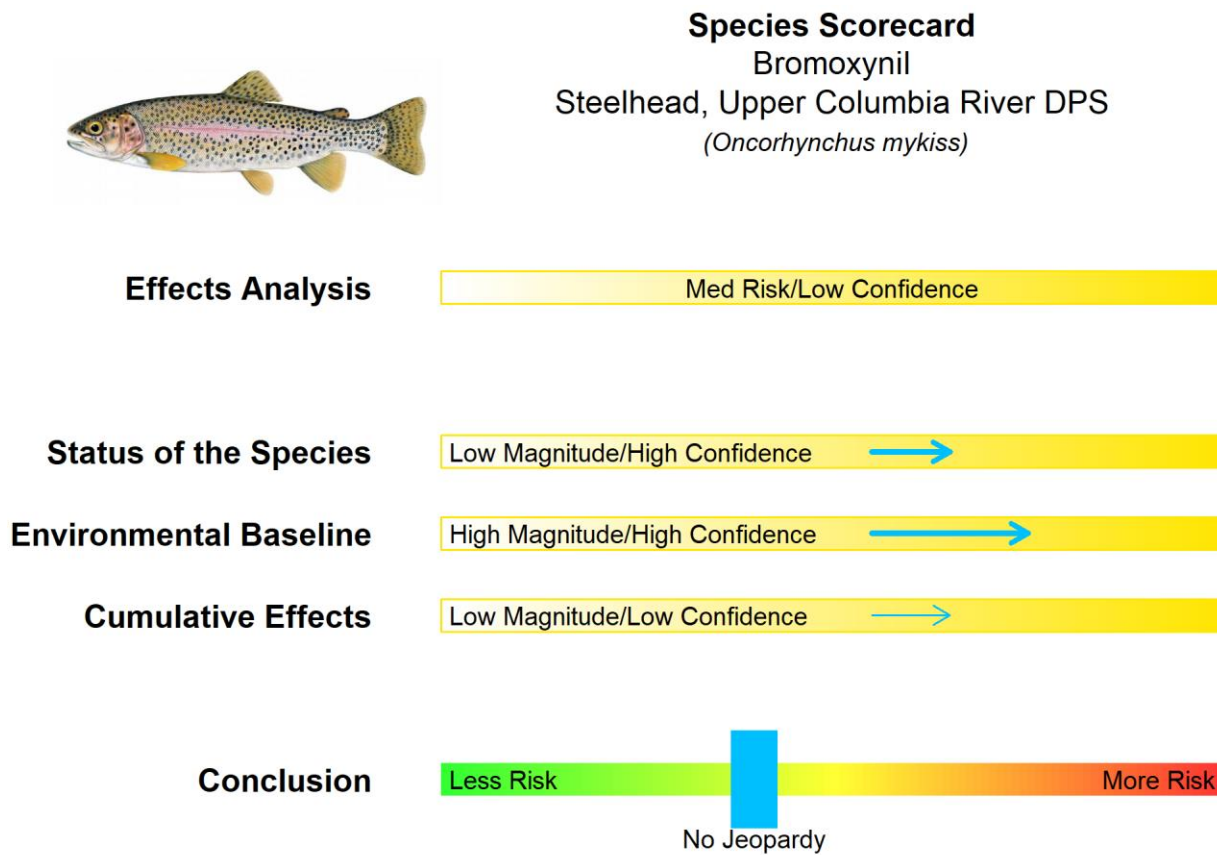 Species Scorecard
Bromoxynil
Steelhead, Upper Columbia River DPS
(Oncorhynchus mykiss)
Effects Analysis
Med Risk/Low Confidence
Status of the Species
Low Magnitude/High Confidence
Environmental Baseline
High Magnitude/High Confidence
Cumulative Effects
Low Magnitude/Low Confidence
Conclusion
Less Risk
More Risk
No Jeopardy